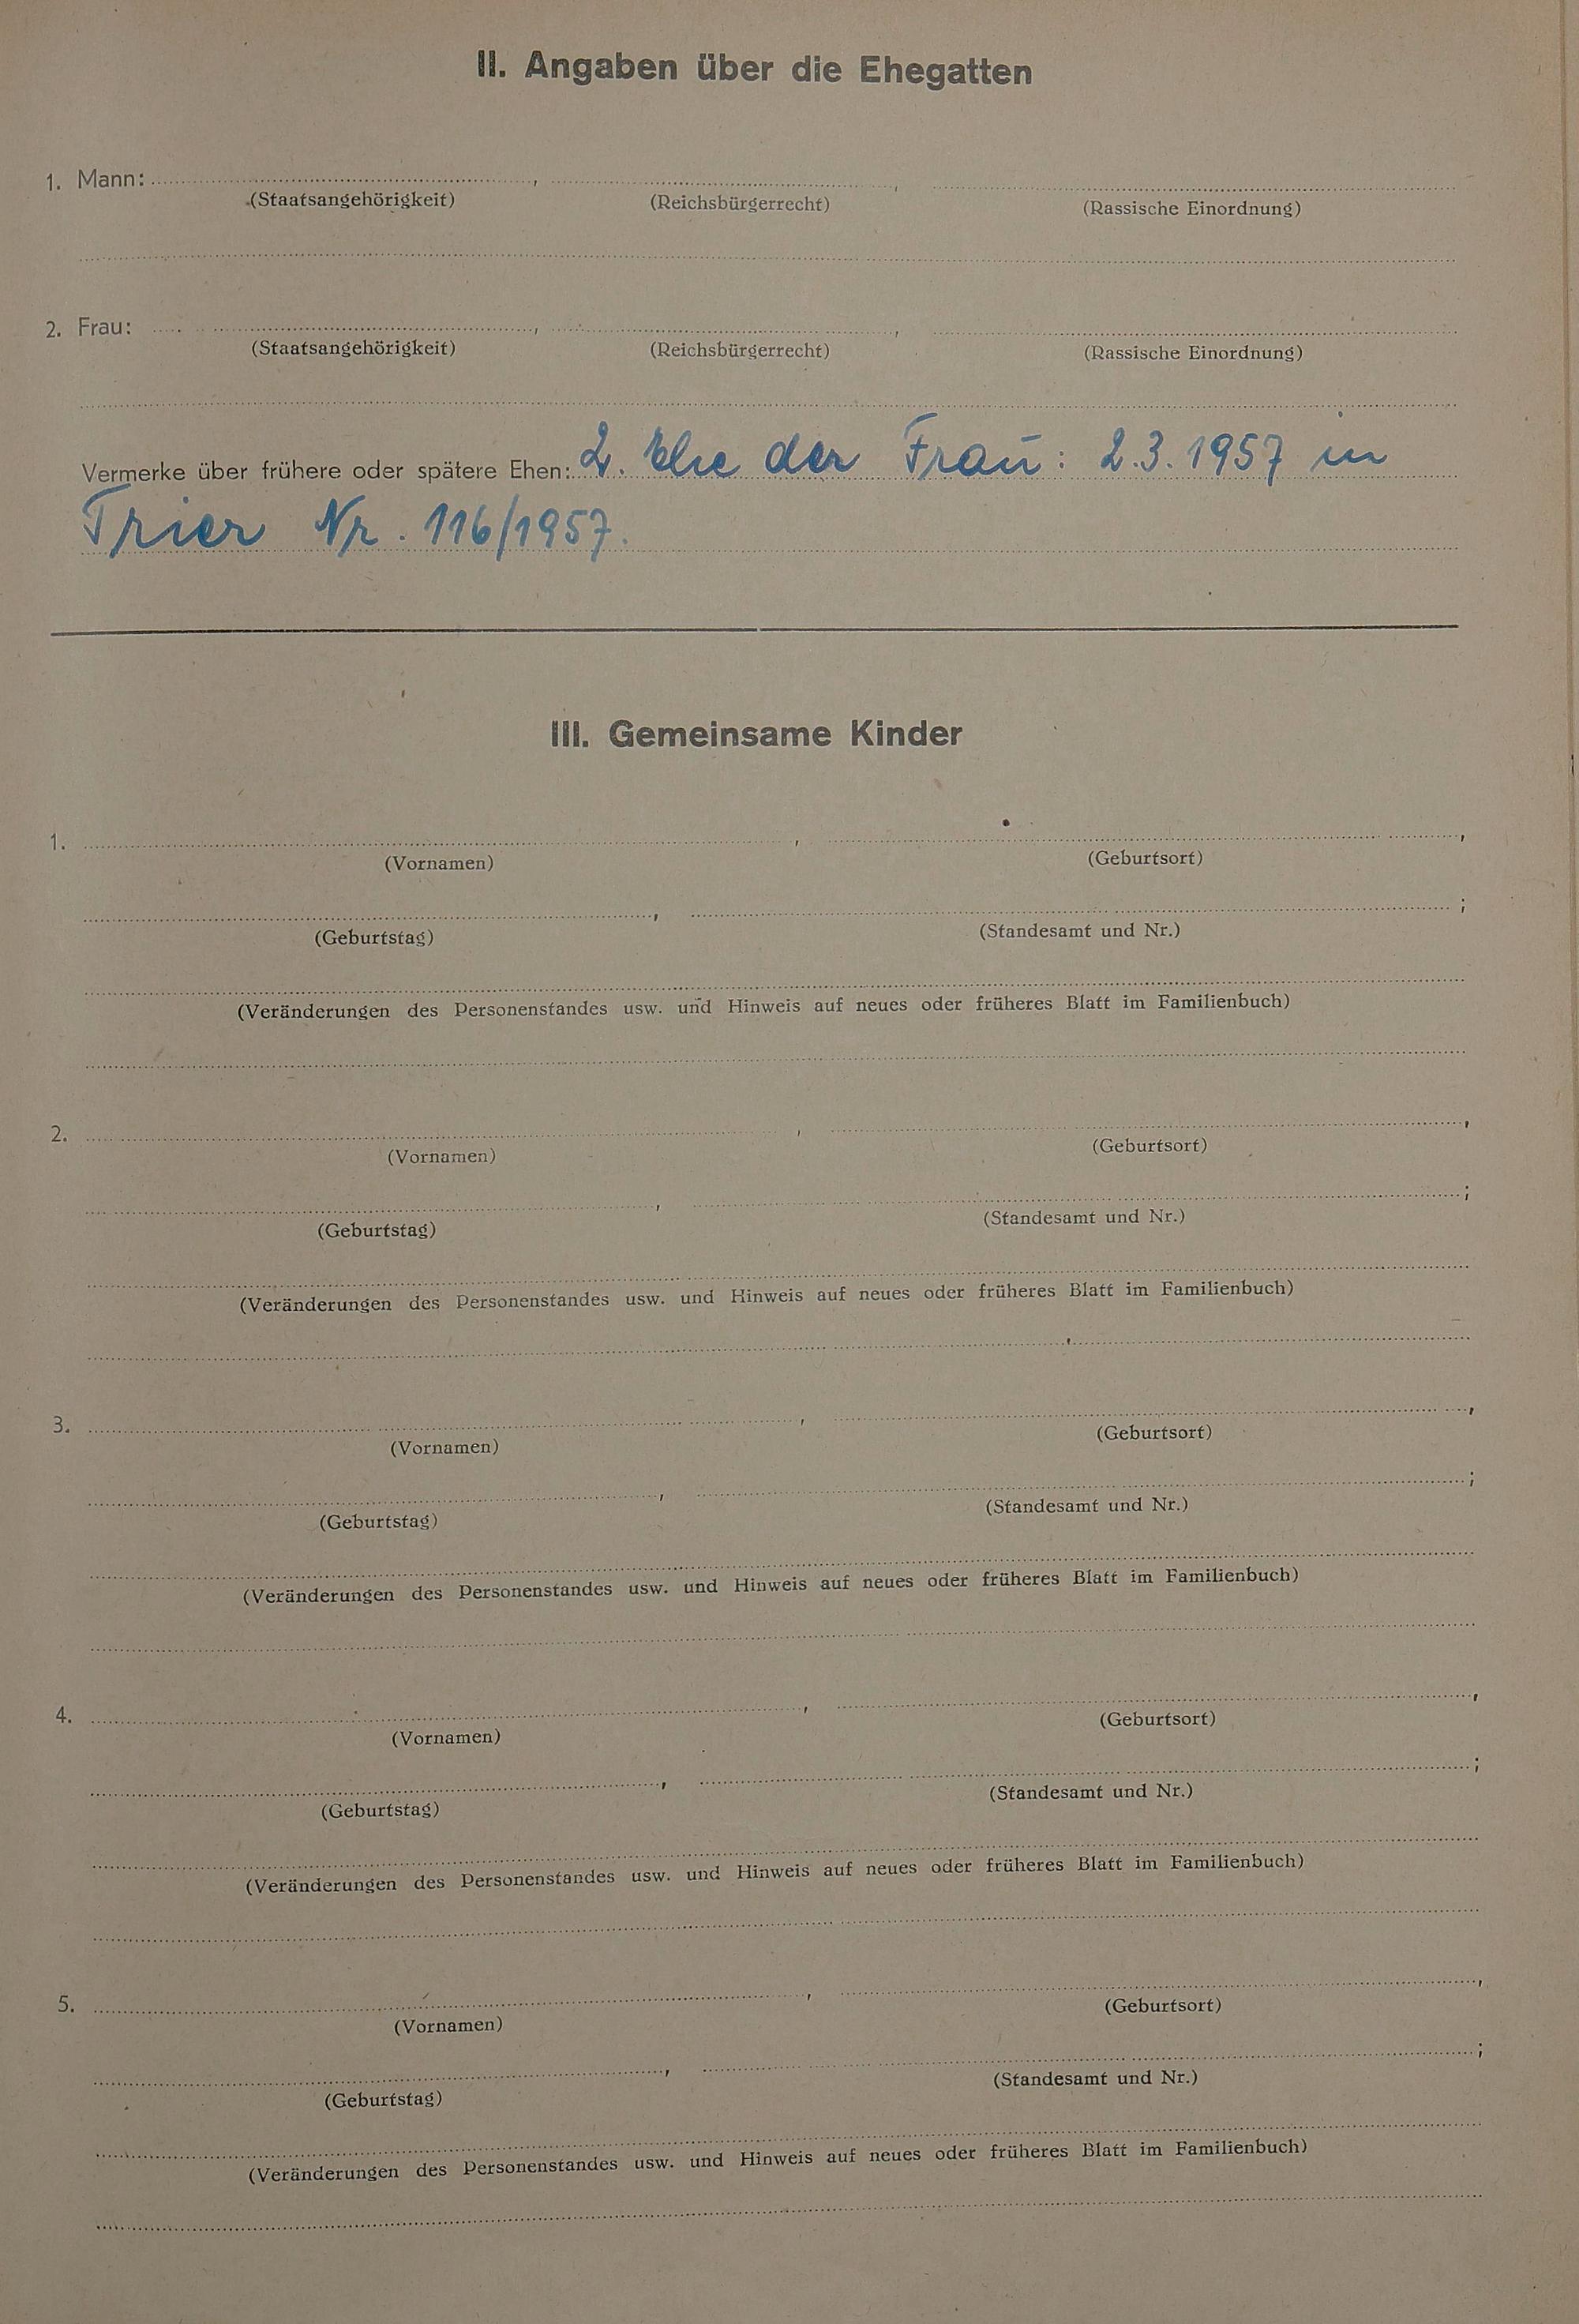 II. Angaben über die Ehegatten
1. Mann: , ,
(Staatsangehörigkeit) (Reichsbürgerrecht) (Rassische Einordnung)
2. Frau: , ,
(Staatsangehörigkeit) (Reichsbürgerrecht) (Rassische Einordnung)
Vermerke über frühere oder spätere Ehen: 2. Ehe der Frau: 2.3.1957 in
Trier Nr. 116/1957.
III. Gemeinsame Kinder
1. , ,
(Vornamen) (Geburtsort)
, ;
(Geburtstag) (Standesamt und Nr.)
(Veränderungen des Personenstandes usw. und Hinweis auf neues oder früheres Blatt im Familienbuch)
2. , ,
(Vornamen) (Geburtsort)
, ;
(Geburtstag) (Standesamt und Nr.)
(Veränderungen des Personenstandes usw. und Hinweis auf neues oder früheres Blatt im Familienbuch)
3. , ,
(Vornamen) (Geburtsort)
, ;
(Geburtstag) (Standesamt und Nr.)
(Veränderungen des Personenstandes usw. und Hinweis auf neues oder früheres Blatt im Familienbuch)
4. , ,
(Vornamen) (Geburtsort)
, ;
(Geburtstag) (Standesamt und Nr.)
(Veränderungen des Personenstandes usw. und Hinweis auf neues oder früheres Blatt im Familienbuch)
5. , ,
(Vornamen) (Geburtsort)
, ;
(Geburtstag) (Standesamt und Nr.)
(Veränderungen des Personenstandes usw. und Hinweis auf neues oder früheres Blatt im Familienbuch)